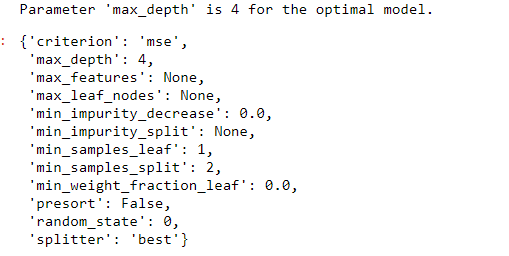 Parameter 'max_depth' is 4 for the optimal model.
: {'criterion': 'mse',
'max_depth': 4,
'max_features': None,
'max_leaf_nodes': None,
'min_impurity_decrease': 0.0,
'min_impurity_split': None,
'min_samples_leaf': 1,
'min_samples_split': 2,
'min_weight_fraction_leaf': 0.0,
'presort': False,
'random_state': 0,
'splitter': 'best'}